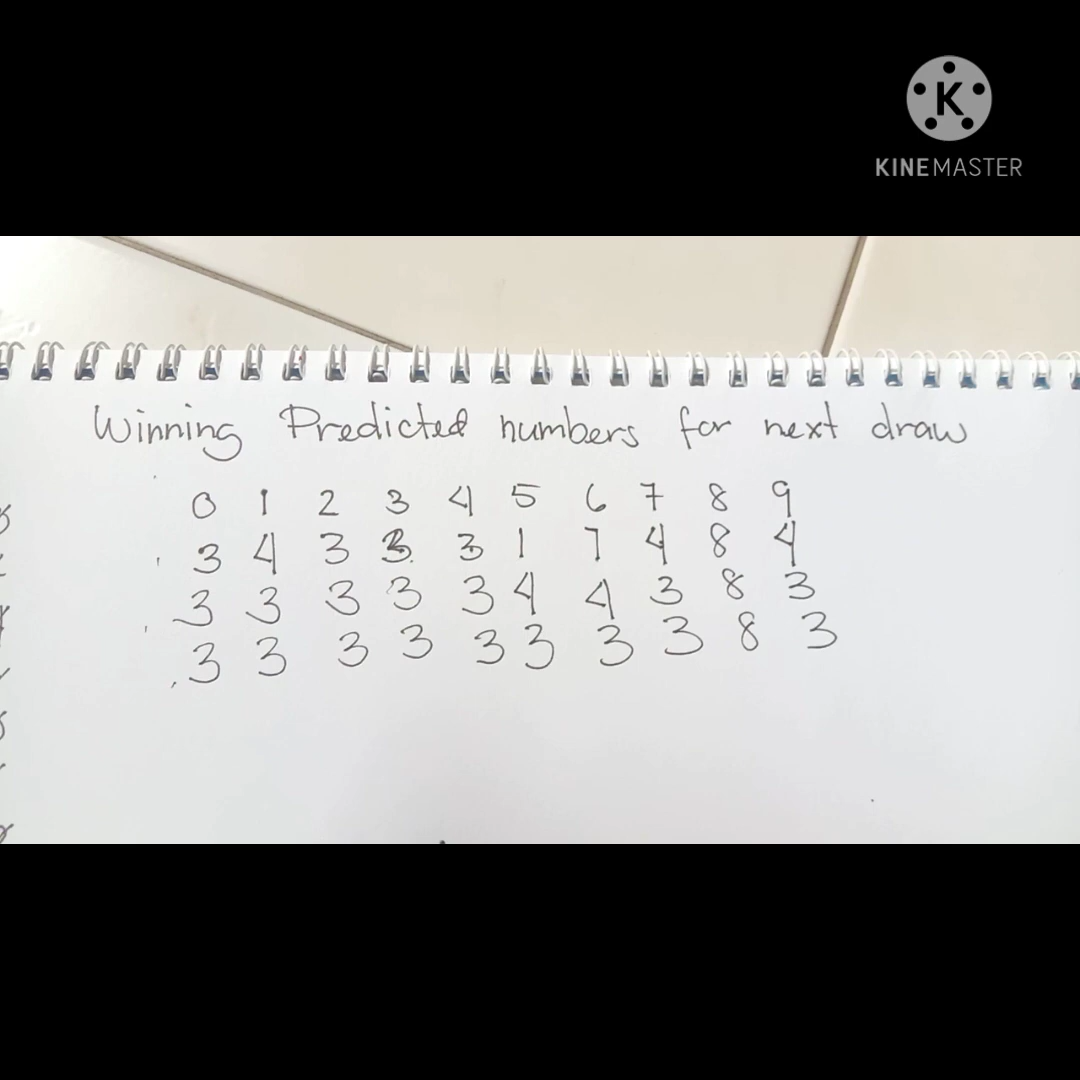 KINEMASTER
Winning Predicted numbers for next draw
0 1 2 3 4 5 6 7 8 9
3 4 3 3 3 1 7 4 8 4
3 3 3 3 3 4 4 3 8 3
3 3 3 3 3 3 3 3 8 3